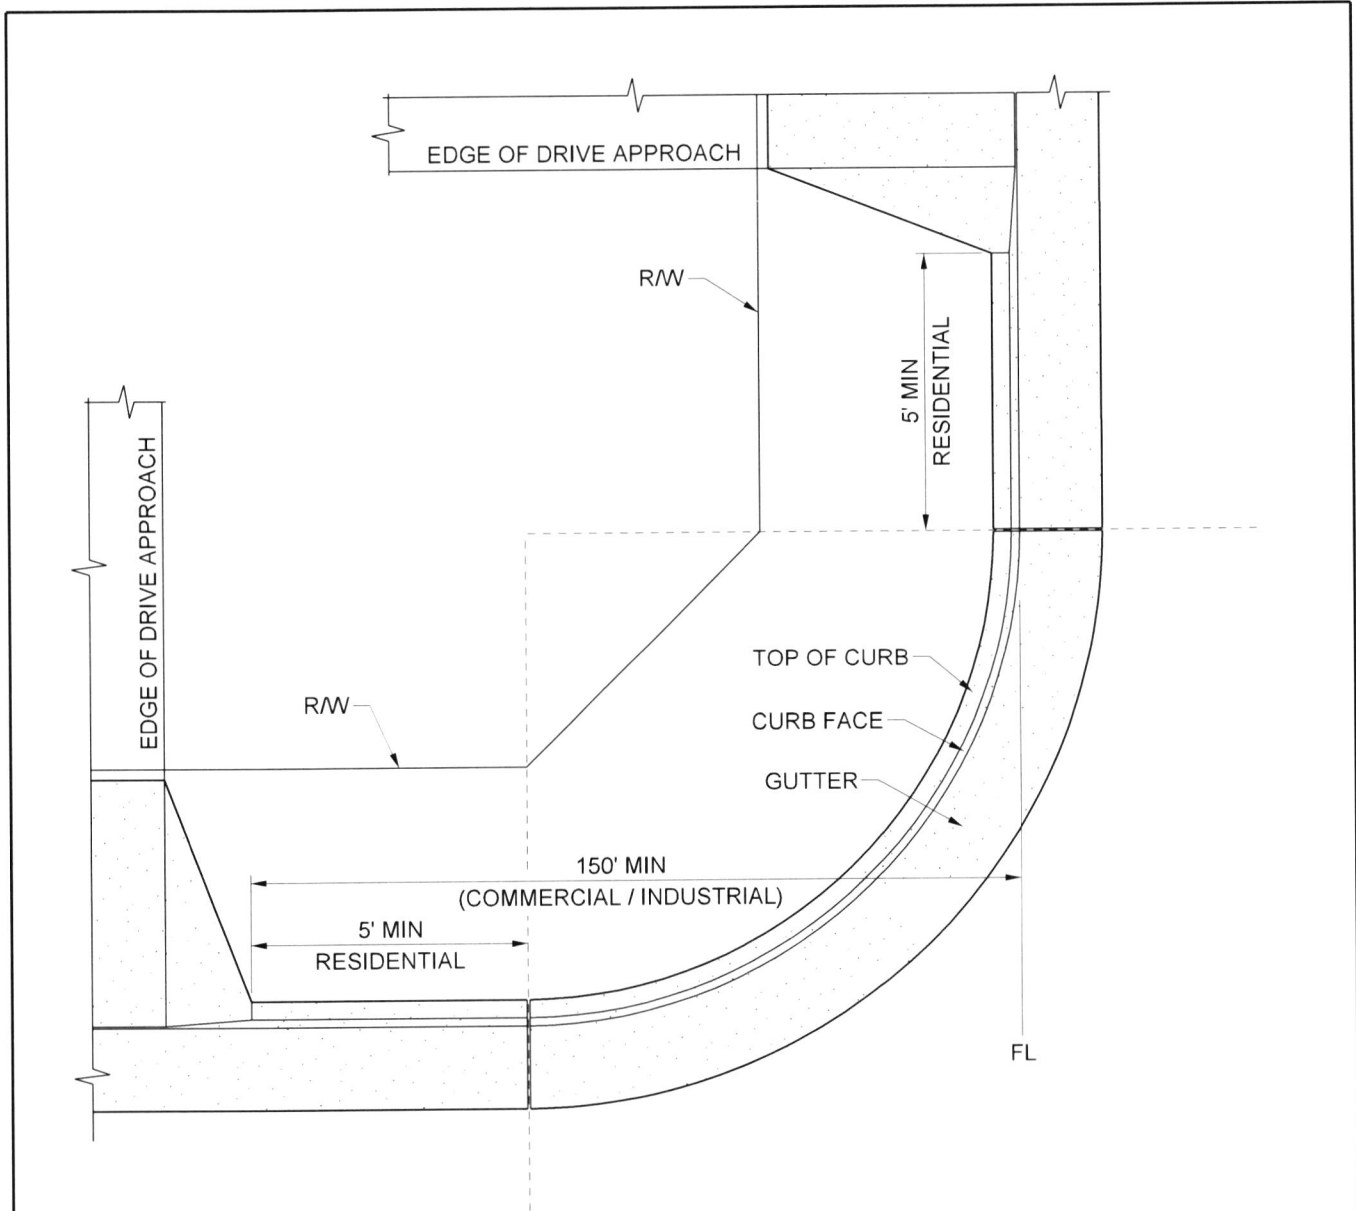 EDGE OF DRIVE APPROACH
R/W
5' MIN
RESIDENTIAL
EDGE OF DRIVE APPROACH
TOP OF CURB
R/W
CURB FACE
GUTTER
150' MIN
(COMMERCIAL / INDUSTRIAL)
5' MIN
RESIDENTIAL
FL